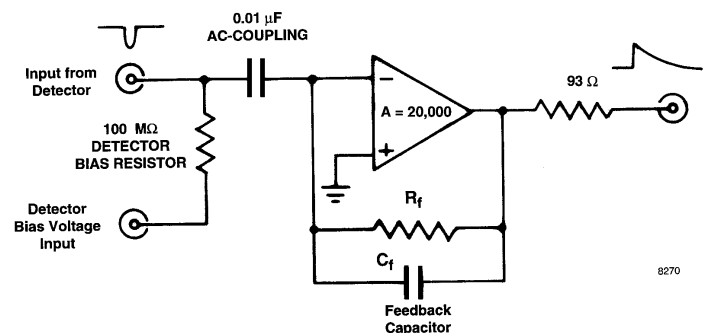 0.01 μF
AC-COUPLING
Input from
Detector
−
A = 20,000
+
93 Ω
100 MΩ
DETECTOR
BIAS RESISTOR
Detector
Bias Voltage
Input
Rf
Cf
Feedback
Capacitor
8270